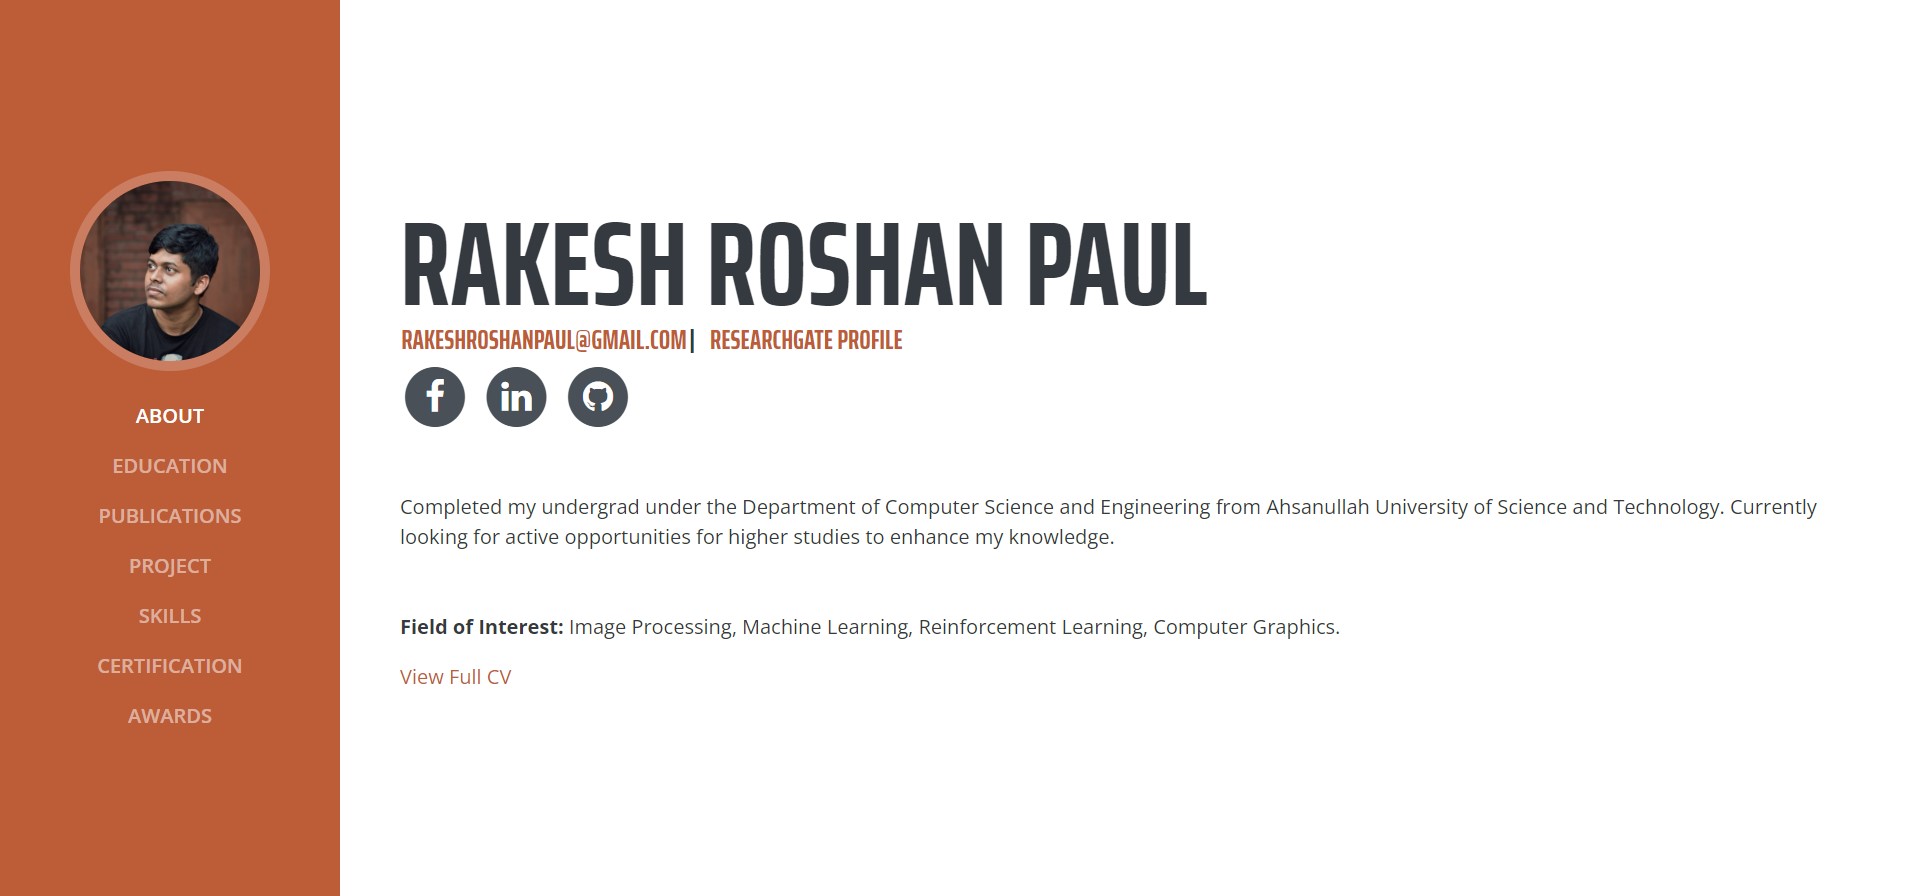 ABOUT
EDUCATION
PUBLICATIONS
PROJECT
SKILLS
CERTIFICATION
AWARDS
RAKESH ROSHAN PAUL
RAKESHROSHANPAUL@GMAIL.COM | RESEARCHGATE PROFILE
Completed my undergrad under the Department of Computer Science and Engineering from Ahsanullah University of Science and Technology. Currently
looking for active opportunities for higher studies to enhance my knowledge.
Field of Interest: Image Processing, Machine Learning, Reinforcement Learning, Computer Graphics.
View Full CV